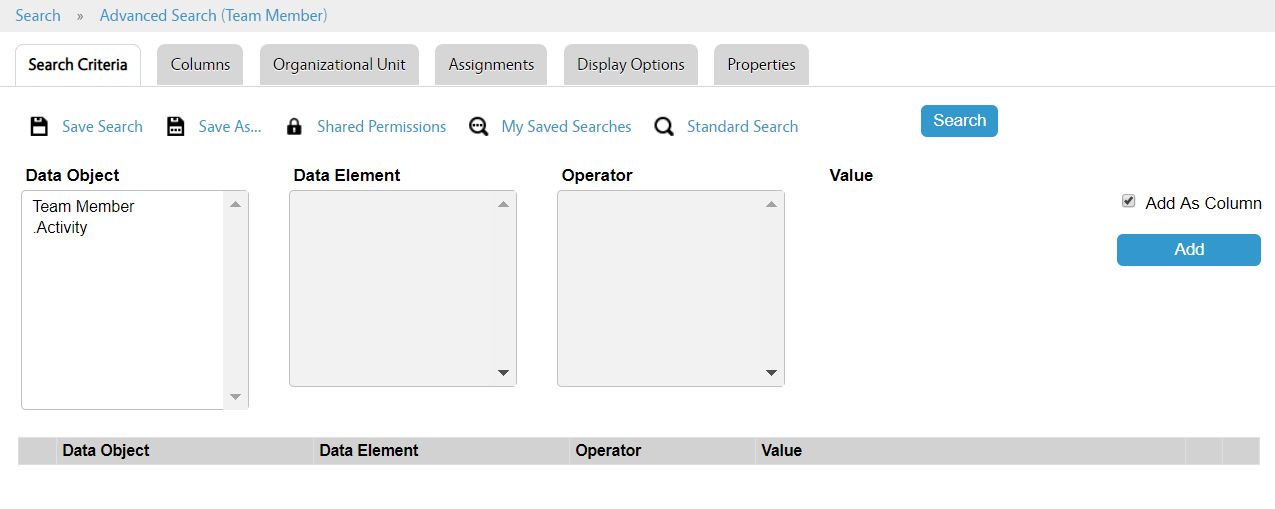 Search » Advanced Search (Team Member)
Search Criteria Columns Organizational Unit Assignments Display Options Properties
Save Search Save As... Shared Permissions My Saved Searches Standard Search Search
Data Object Data Element Operator Value
Team Member
.Activity
Add As Column
Add
Data Object Data Element Operator Value